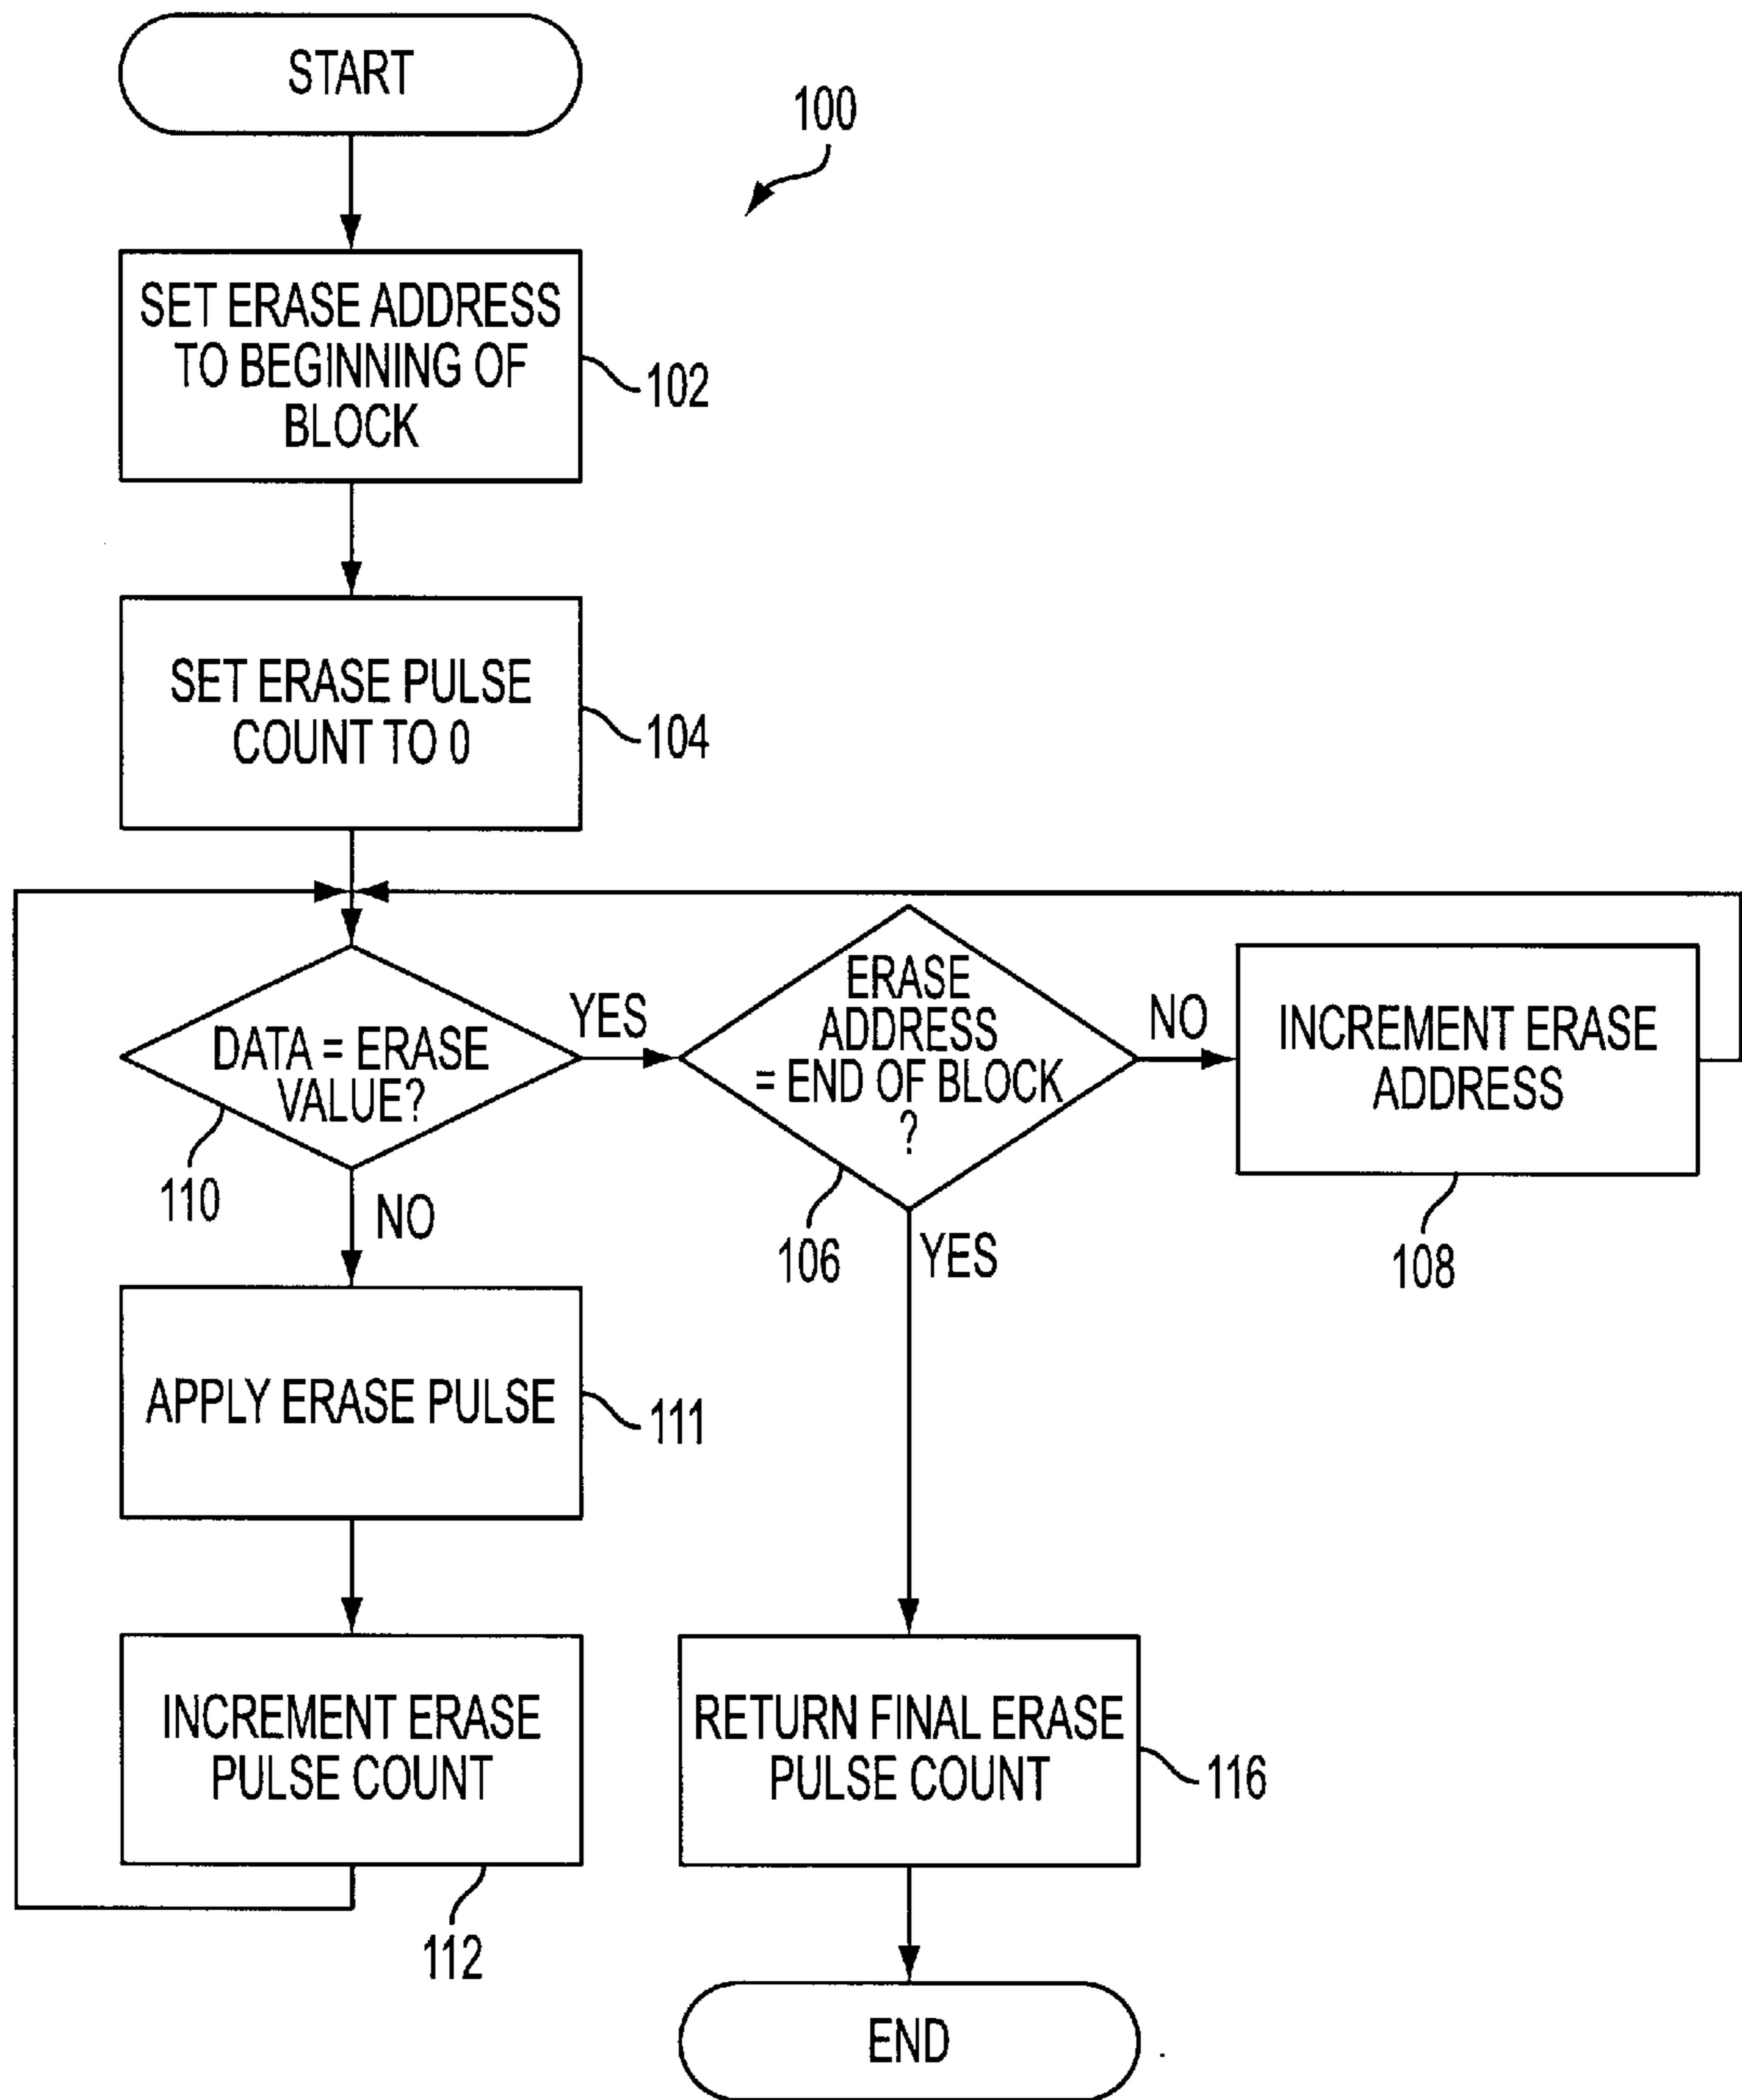 START
100
SET ERASE ADDRESS
TO BEGINNING OF
BLOCK
102
SET ERASE PULSE
COUNT TO 0
104
DATA = ERASE
VALUE?
110
YES
NO
ERASE
ADDRESS
= END OF BLOCK
?
106
NO
YES
INCREMENT ERASE
ADDRESS
108
APPLY ERASE PULSE
111
INCREMENT ERASE
PULSE COUNT
112
RETURN FINAL ERASE
PULSE COUNT
116
END